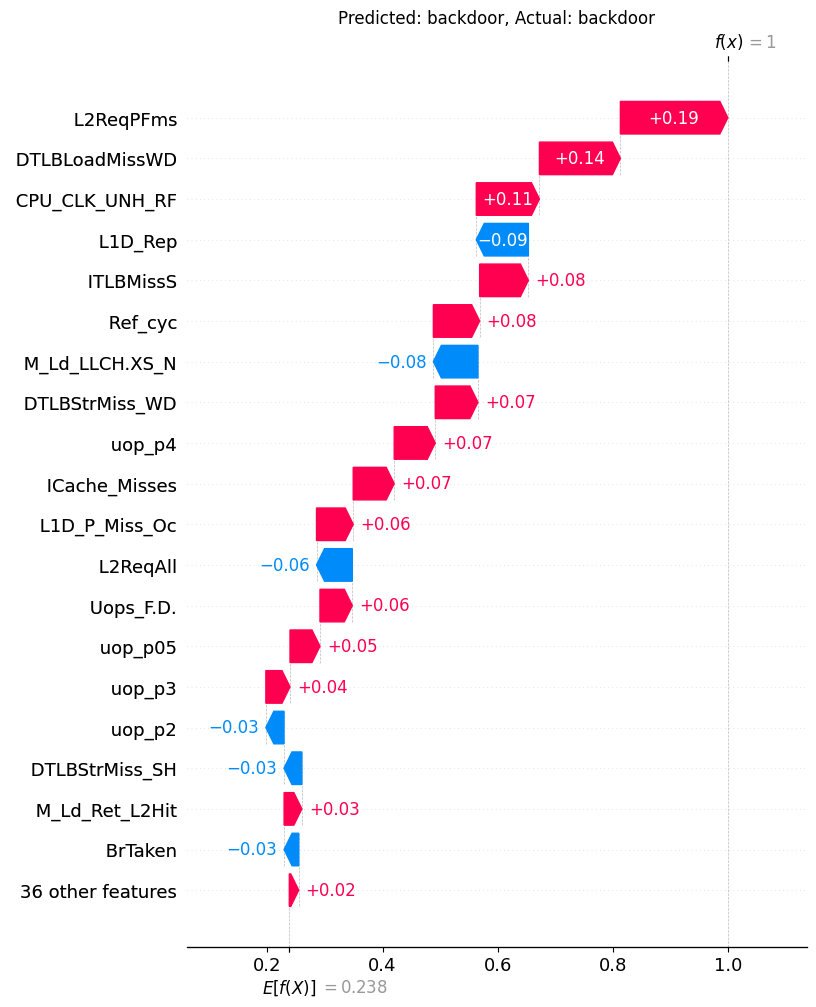 Predicted: backdoor, Actual: backdoor
f(x) = 1
L2ReqPFms +0.19
DTLBLoadMissWD +0.14
CPU_CLK_UNH_RF +0.11
L1D_Rep −0.09
ITLBMissS +0.08
Ref_cyc +0.08
M_Ld_LLCH.XS_N −0.08
DTLBStrMiss_WD +0.07
uop_p4 +0.07
ICache_Misses +0.07
L1D_P_Miss_Oc +0.06
L2ReqAll −0.06
Uops_F.D. +0.06
uop_p05 +0.05
uop_p3 +0.04
uop_p2 −0.03
DTLBStrMiss_SH −0.03
M_Ld_Ret_L2Hit +0.03
BrTaken −0.03
36 other features +0.02
0.2 0.4 0.6 0.8 1.0
E[f(X)] = 0.238